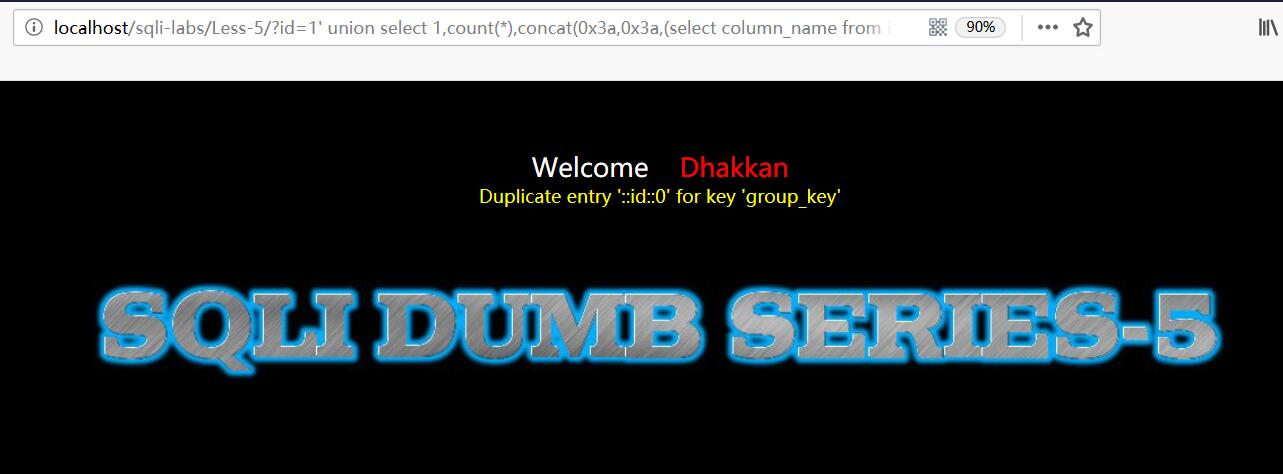 localhost/sqli-labs/Less-5/?id=1' union select 1,count(*),concat(0x3a,0x3a,(select column_name from
90%
Welcome Dhakkan
Duplicate entry '::id::0' for key 'group_key'
SQLI DUMB SERIES-5